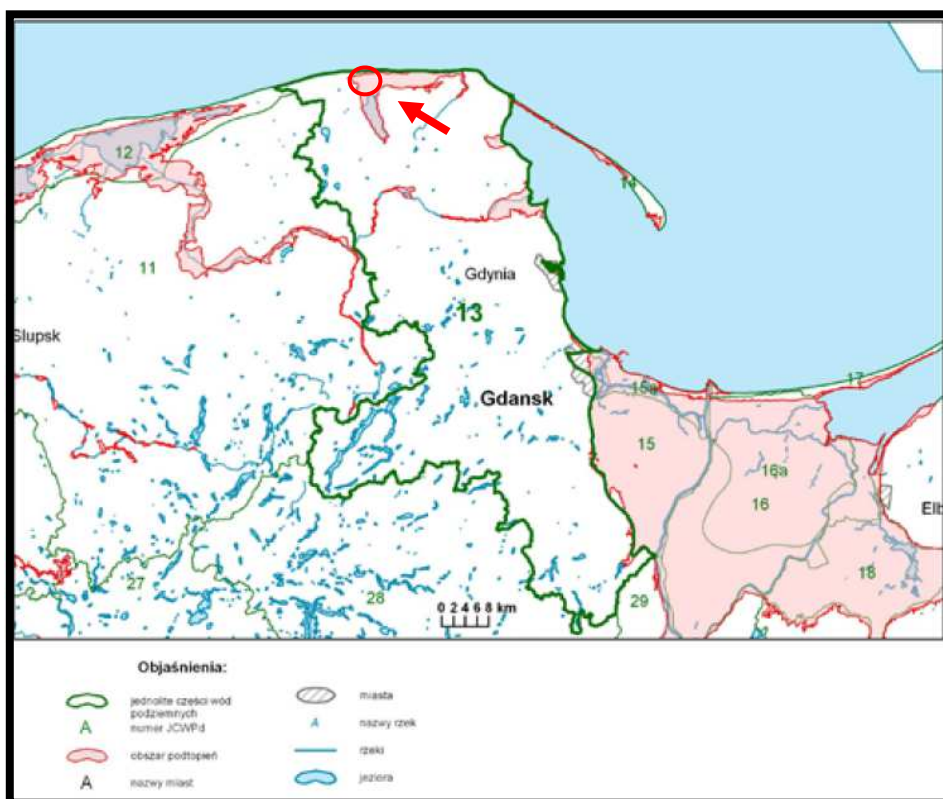 12
14
11
Gdynia
13
Slupsk
17
15a
Gdansk
15
16a
16
Elb
18
27
28
29
0 2 4 6 8 km
Objaśnienia:
jednolite części wód
podziemnych
A numer JCWPd
obszar podtopień
A nazwy miast
miasta
A nazwy rzek
rzeki
jeziora